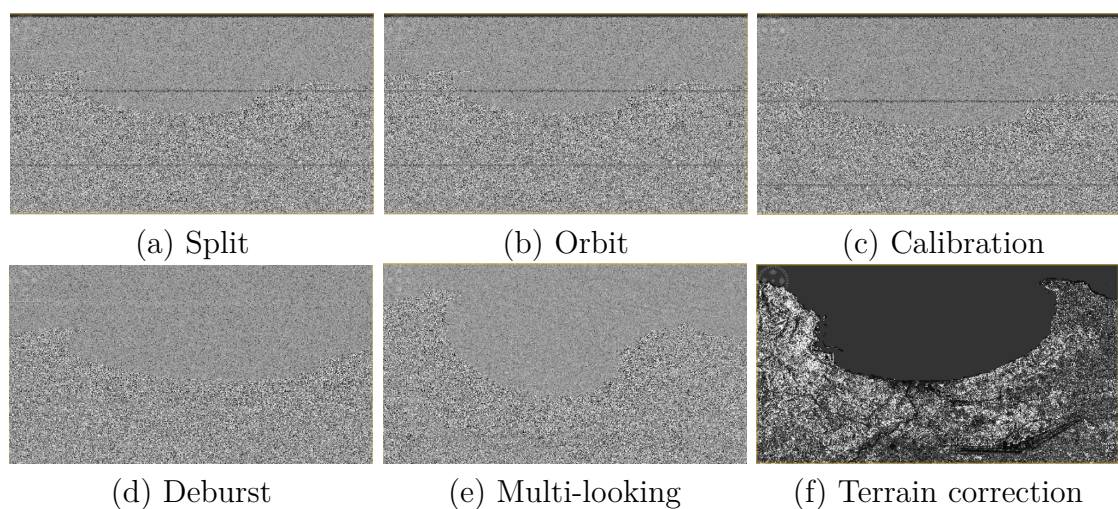 (a) Split
(b) Orbit
(c) Calibration
(d) Deburst
(e) Multi-looking
(f) Terrain correction